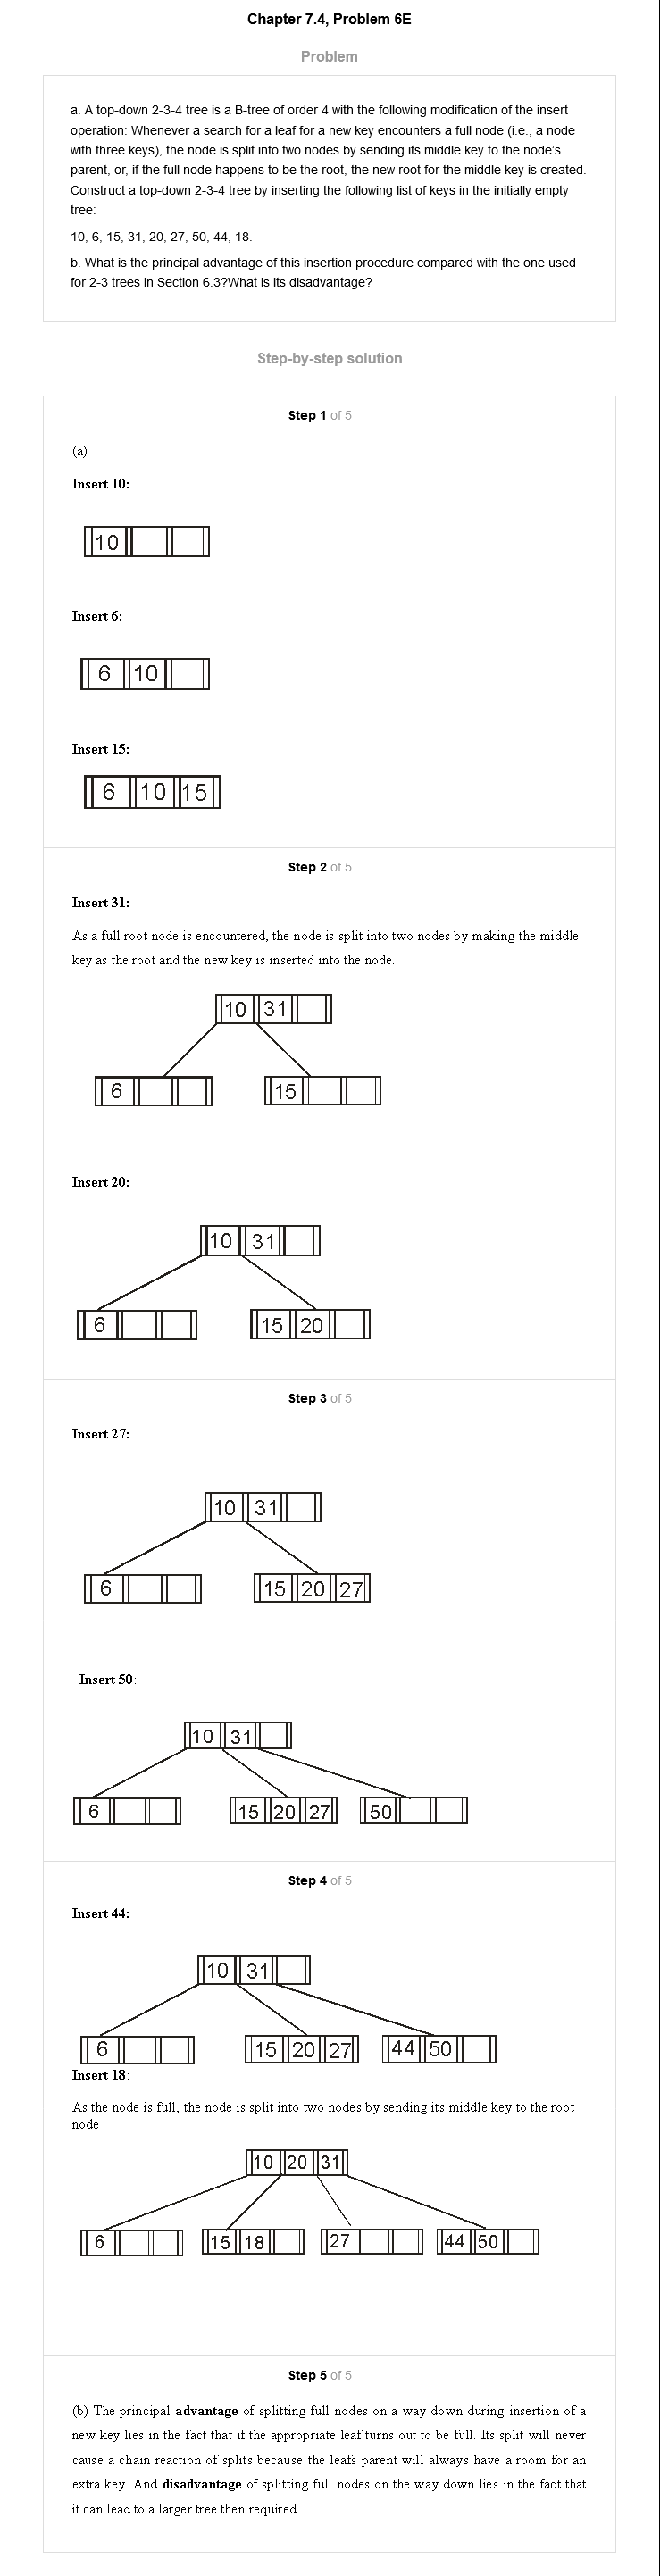 Chapter 7.4, Problem 6E
Problem
a. A top-down 2-3-4 tree is a B-tree of order 4 with the following modification of the insert
operation: Whenever a search for a leaf for a new key encounters a full node (i.e., a node
with three keys), the node is split into two nodes by sending its middle key to the node's
parent, or, if the full node happens to be the root, the new root for the middle key is created.
Construct a top-down 2-3-4 tree by inserting the following list of keys in the initially empty
tree:
10, 6, 15, 31, 20, 27, 50, 44, 18.
b. What is the principal advantage of this insertion procedure compared with the one used
for 2-3 trees in Section 6.3?What is its disadvantage?
Step-by-step solution
Step 1 of 5
(a)
Insert 10:
10
Insert 6:
6 10
Insert 15:
6 10 15
Step 2 of 5
Insert 31:
As a full root node is encountered, the node is split into two nodes by making the middle
key as the root and the new key is inserted into the node.
10 31
6 15
Insert 20:
10 31
6 15 20
Step 3 of 5
Insert 27:
10 31
6 15 20 27
Insert 50:
10 31
6 15 20 27 50
Step 4 of 5
Insert 44:
10 31
6 15 20 27 44 50
Insert 18:
As the node is full, the node is split into two nodes by sending its middle key to the root
node
10 20 31
6 15 18 27 44 50
Step 5 of 5
(b) The principal advantage of splitting full nodes on a way down during insertion of a
new key lies in the fact that if the appropriate leaf turns out to be full. Its split will never
cause a chain reaction of splits because the leafs parent will always have a room for an
extra key. And disadvantage of splitting full nodes on the way down lies in the fact that
it can lead to a larger tree then required.